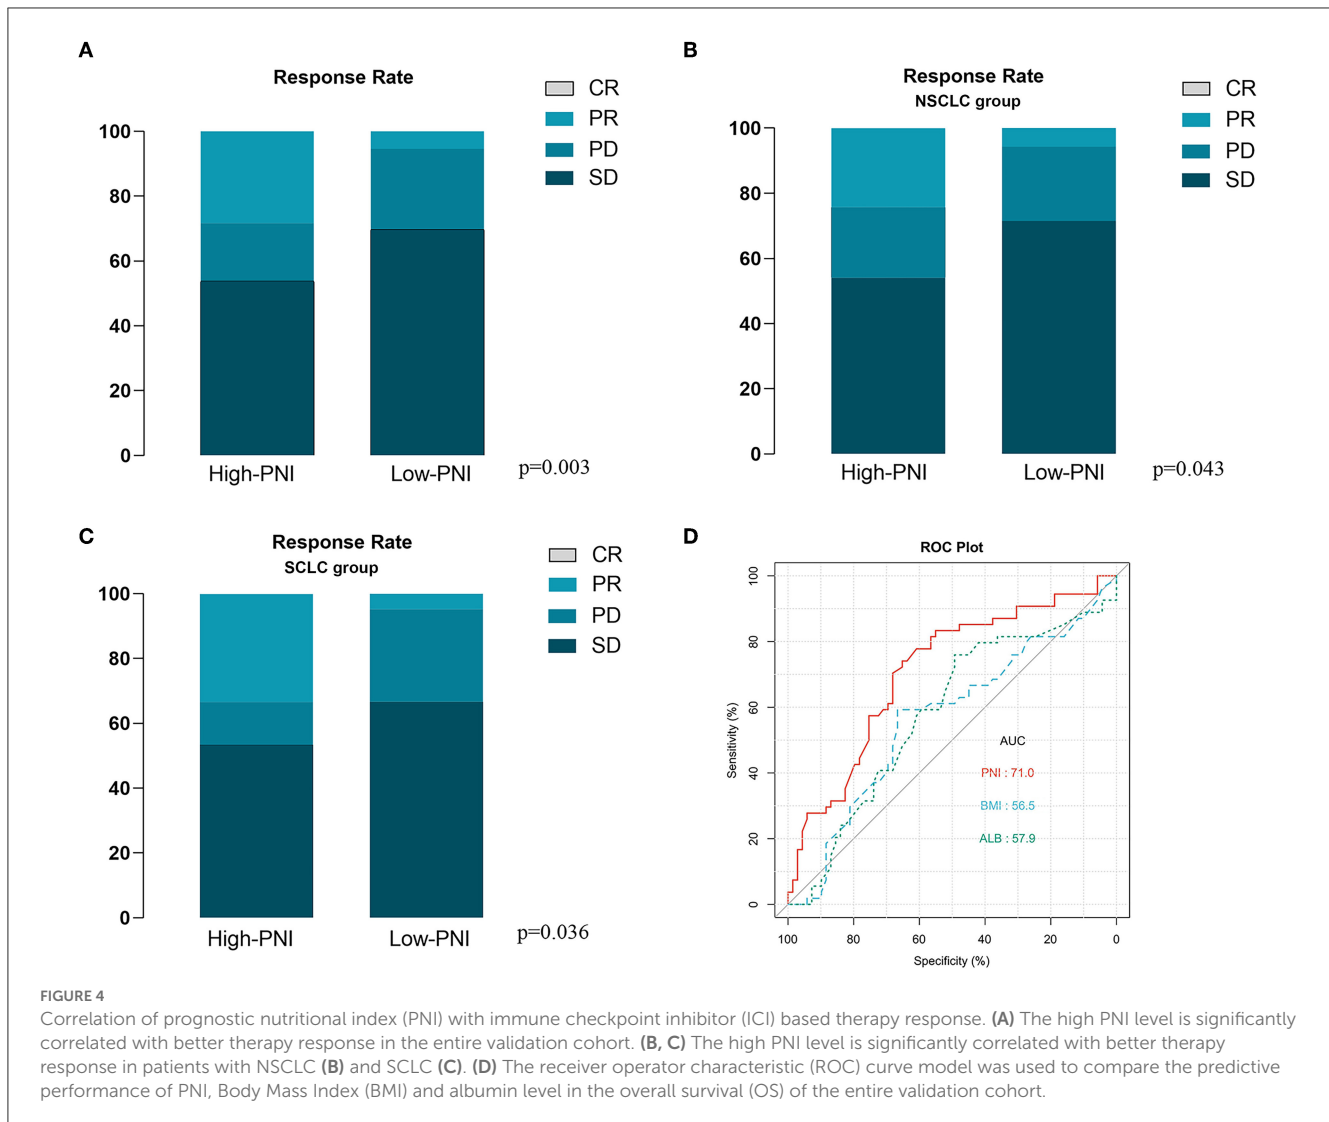 A
Response Rate
CR
PR
PD
SD
100
80
60
40
20
0
High-PNI
Low-PNI
p=0.003
B
Response Rate
NSCLC group
CR
PR
PD
SD
100
80
60
40
20
0
High-PNI
Low-PNI
p=0.043
C
Response Rate
SCLC group
CR
PR
PD
SD
100
80
60
40
20
0
High-PNI
Low-PNI
p=0.036
D
ROC Plot
Sensitivity (%)
100
80
60
40
20
0
AUC
PNI : 71.0
BMI : 56.5
ALB : 57.9
100 80 60 40 20 0
Specificity (%)
FIGURE 4
Correlation of prognostic nutritional index (PNI) with immune checkpoint inhibitor (ICI) based therapy response. (A) The high PNI level is significantly
correlated with better therapy response in the entire validation cohort. (B, C) The high PNI level is significantly correlated with better therapy
response in patients with NSCLC (B) and SCLC (C). (D) The receiver operator characteristic (ROC) curve model was used to compare the predictive
performance of PNI, Body Mass Index (BMI) and albumin level in the overall survival (OS) of the entire validation cohort.